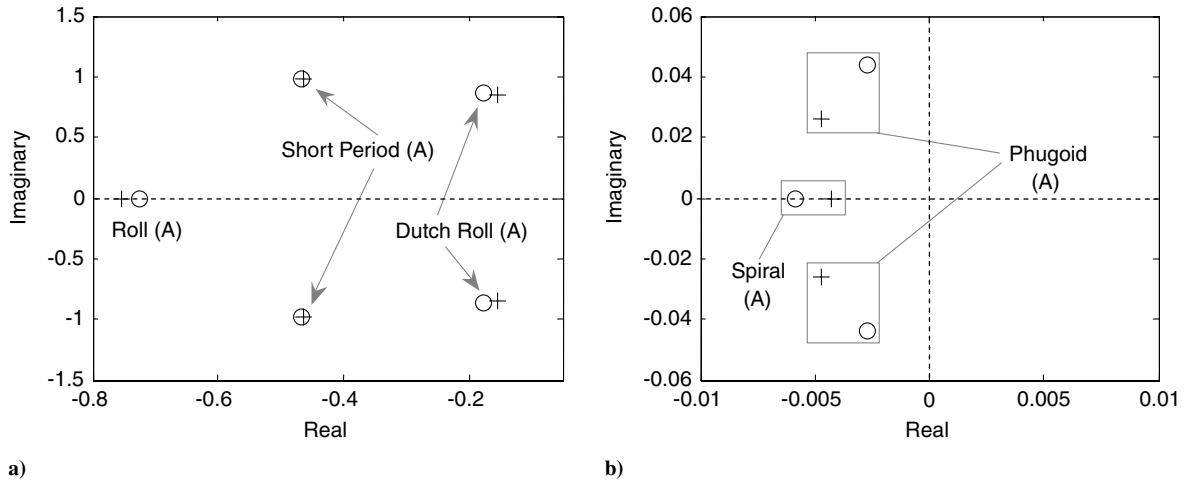 1.5
1
0.5
0
-0.5
-1
-1.5
-0.8
-0.6
-0.4
-0.2
Imaginary
Real
Short Period (A)
Roll (A)
Dutch Roll (A)
a)
0.06
0.04
0.02
0
-0.02
-0.04
-0.06
-0.01
-0.005
0
0.005
0.01
Imaginary
Real
Phugoid
(A)
Spiral
(A)
b)